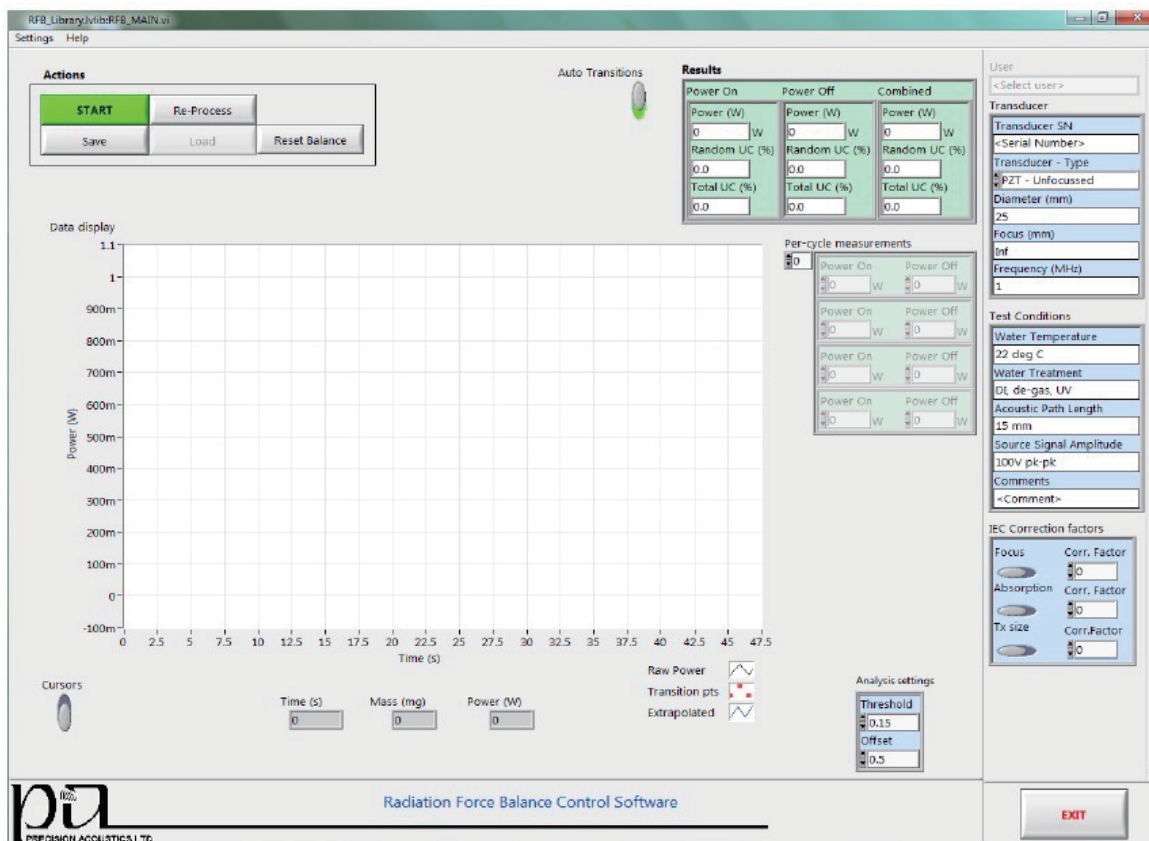 RFB_Library.lvlib:RFB_MAIN.vi
Settings Help
Actions
START Re-Process
Save Load Reset Balance
Auto Transitions
Results
Power On Power Off Combined
Power (W) Power (W) Power (W)
0 W 0 W 0 W
Random UC (%) Random UC (%) Random UC (%)
0.0 0.0 0.0
Total UC (%) Total UC (%) Total UC (%)
0.0 0.0 0.0
User
<Select user>
Transducer
Transducer SN
<Serial Number>
Transducer - Type
PZT - Unfocussed
Diameter (mm)
25
Focus (mm)
Inf
Frequency (MHz)
1
Data display
1.1
1
900m
800m
700m
600m
500m
400m
300m
200m
100m
0
-100m
Power (W)
0 2.5 5 7.5 10 12.5 15 17.5 20 22.5 25 27.5 30 32.5 35 37.5 40 42.5 45 47.5
Time (s)
Per-cycle measurements
0
Power On Power Off
0 W 0 W
Power On Power Off
0 W 0 W
Power On Power Off
0 W 0 W
Power On Power Off
0 W 0 W
Test Conditions
Water Temperature
22 deg C
Water Treatment
DI, de-gas, UV
Acoustic Path Length
15 mm
Source Signal Amplitude
100V pk-pk
Comments
<Comment>
IEC Correction factors
Focus Corr. Factor
0
Absorption Corr. Factor
0
Tx size Corr.Factor
0
Cursors
Time (s) Mass (mg) Power (W)
0 0 0
Raw Power
Transition pts
Extrapolated
Analysis settings
Threshold
0.15
Offset
0.5
pa
PRECISION ACOUSTICS LTD
Radiation Force Balance Control Software
EXIT